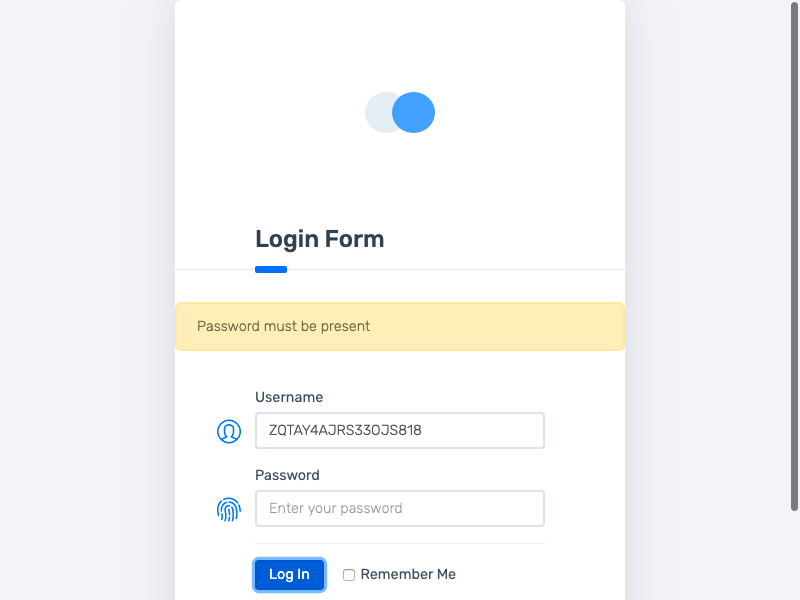 Login Form
Password must be present
Username
ZQTAY4AJRS33OJS818
Password
Enter your password
Log In
Remember Me